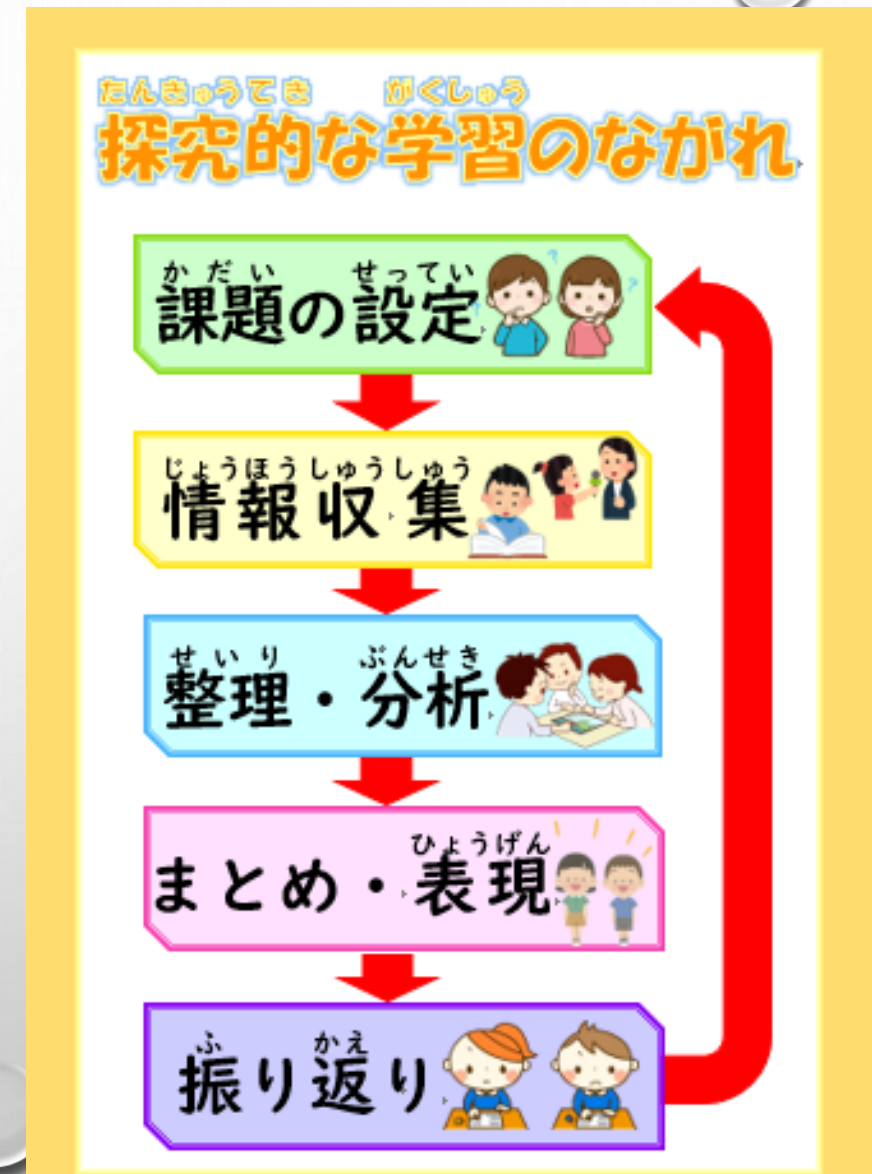 たんきゅうてき がくしゅう
探究的な学習のながれ
かだい せってい
課題の設定
じょうほうしゅうしゅう
情報収集
せいり ぶんせき
整理・分析
ひょうげん
まとめ・表現
ふ かえ
振り返り